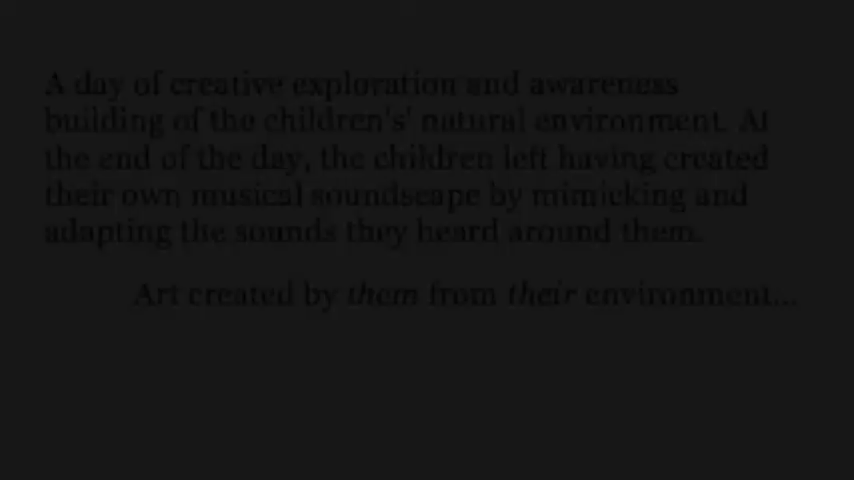 A day of creative exploration and awareness
building of the children's' natural environment. At
the end of the day, the children left having created
their own musical soundscape by mimicking and
adapting the sounds they heard around them.
Art created by them from their environment...